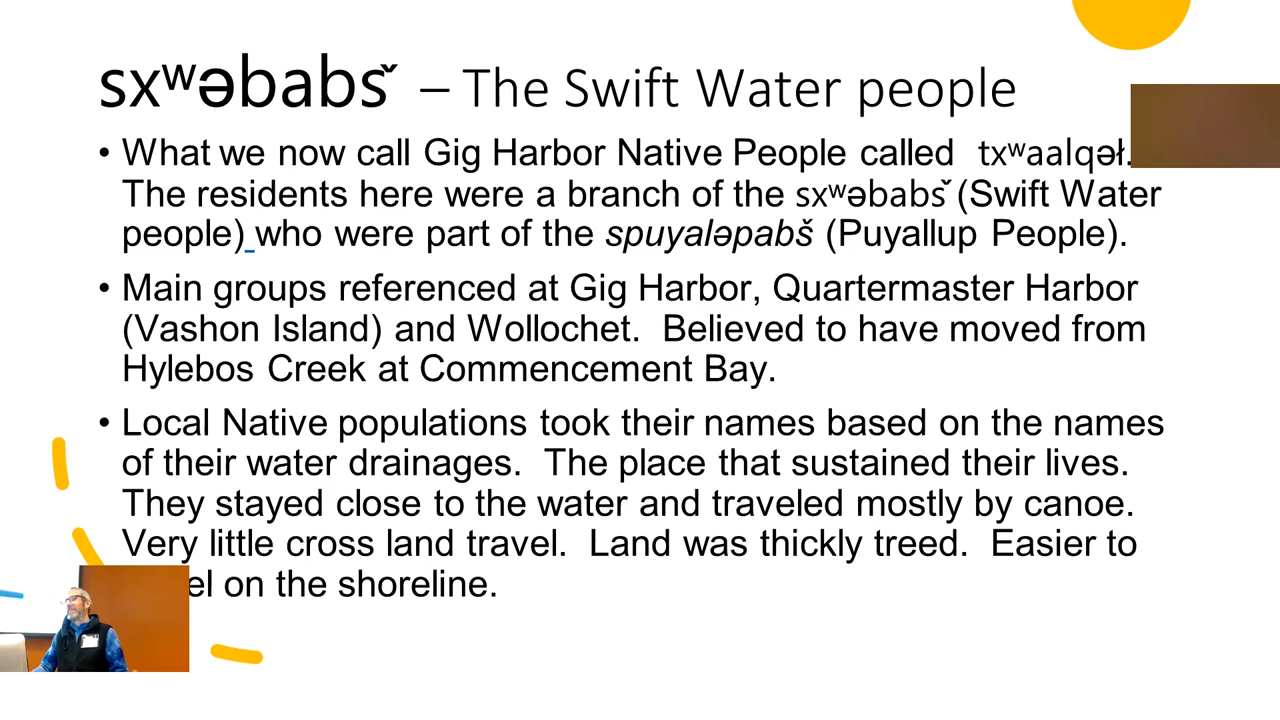 sxʷəbabsˇ – The Swift Water people
• What we now call Gig Harbor Native People called txʷaalqəł.
The residents here were a branch of the sxʷəbabsˇ (Swift Water
people) who were part of the spuyaləpabš (Puyallup People).
• Main groups referenced at Gig Harbor, Quartermaster Harbor
(Vashon Island) and Wollochet. Believed to have moved from
Hylebos Creek at Commencement Bay.
• Local Native populations took their names based on the names
of their water drainages. The place that sustained their lives.
They stayed close to the water and traveled mostly by canoe.
Very little cross land travel. Land was thickly treed. Easier to
el on the shoreline.